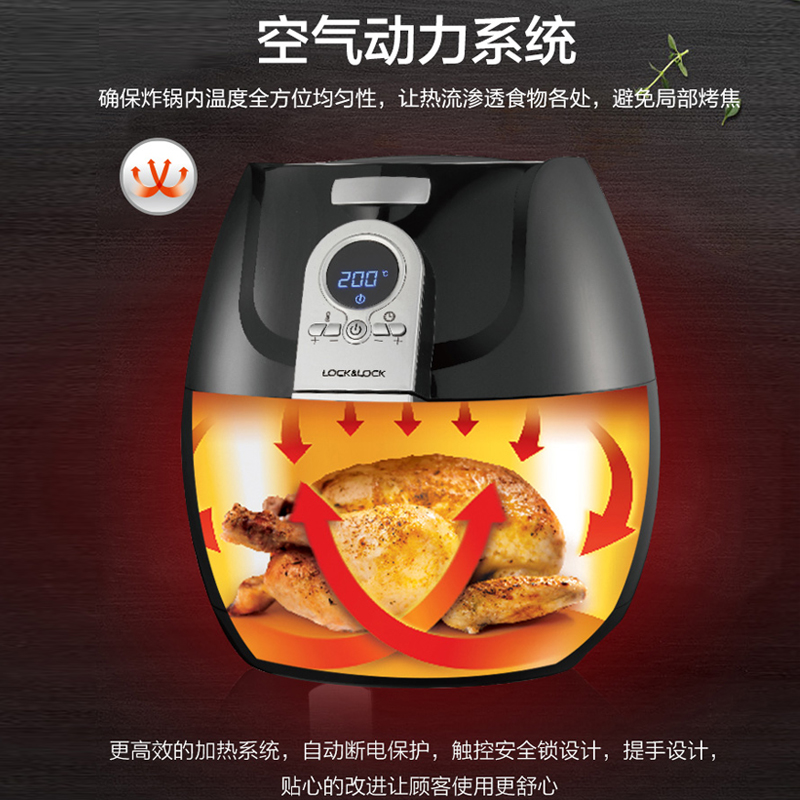 空气动力系统
确保炸锅内温度全方位均匀性，让热流渗透食物各处，避免局部烤焦
200 ℃
+ − − +
LOCK&LOCK
更高效的加热系统，自动断电保护，触控安全锁设计，提手设计，
贴心的改进让顾客使用更舒心